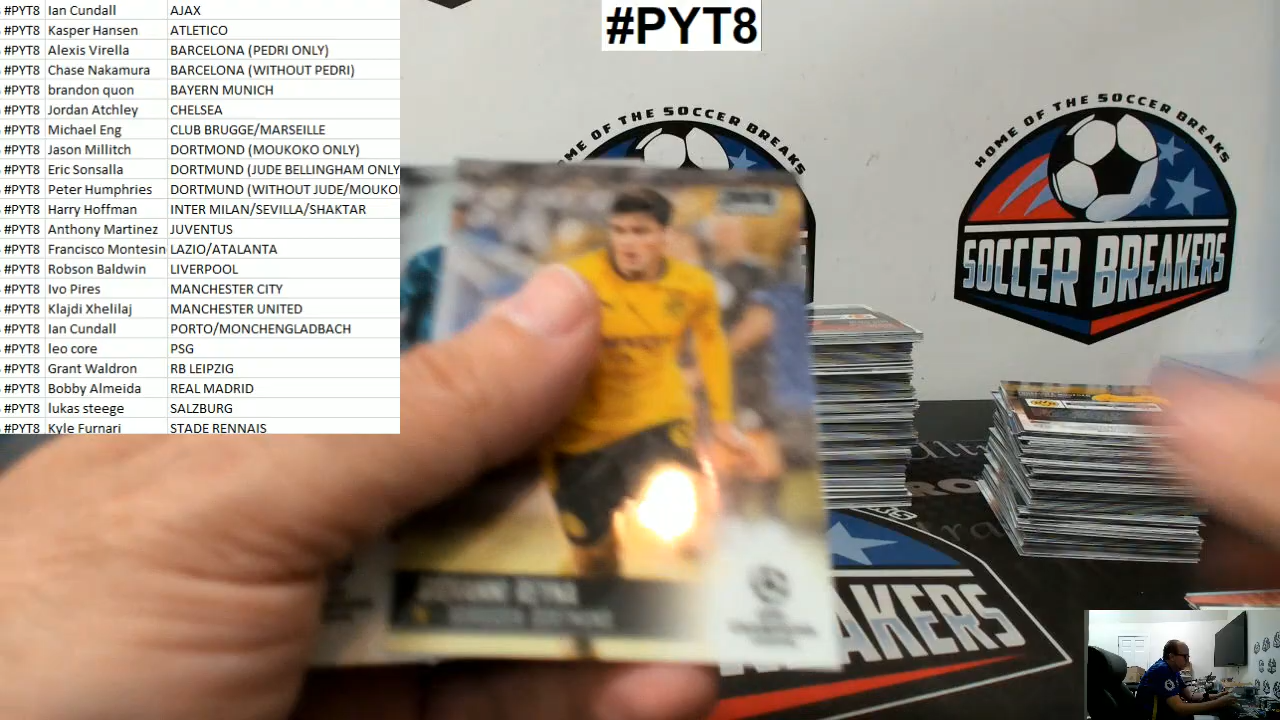 #PYT8 Ian Cundall AJAX
#PYT8 Kasper Hansen ATLETICO
#PYT8 Alexis Virella BARCELONA (PEDRI ONLY)
#PYT8 Chase Nakamura BARCELONA (WITHOUT PEDRI)
#PYT8 brandon quon BAYERN MUNICH
#PYT8 Jordan Atchley CHELSEA
#PYT8 Michael Eng CLUB BRUGGE/MARSEILLE
#PYT8 Jason Millitch DORTMOND (MOUKOKO ONLY)
#PYT8 Eric Sonsalla DORTMUND (JUDE BELLINGHAM ONLY
#PYT8 Peter Humphries DORTMUND (WITHOUT JUDE/MOUKO
#PYT8 Harry Hoffman INTER MILAN/SEVILLA/SHAKTAR
#PYT8 Anthony Martinez JUVENTUS
#PYT8 Francisco Montesin LAZIO/ATALANTA
#PYT8 Robson Baldwin LIVERPOOL
#PYT8 Ivo Pires MANCHESTER CITY
#PYT8 Klajdi Xhelilaj MANCHESTER UNITED
#PYT8 Ian Cundall PORTO/MONCHENGLADBACH
#PYT8 leo core PSG
#PYT8 Grant Waldron RB LEIPZIG
#PYT8 Bobby Almeida REAL MADRID
#PYT8 lukas steege SALZBURG
#PYT8 Kyle Furnari STADE RENNAIS
#PYT8
OF THE SOCCER BREAKS
HOME OF THE SOCCER BREAKS
SOCCER BREAKERS
AKERS